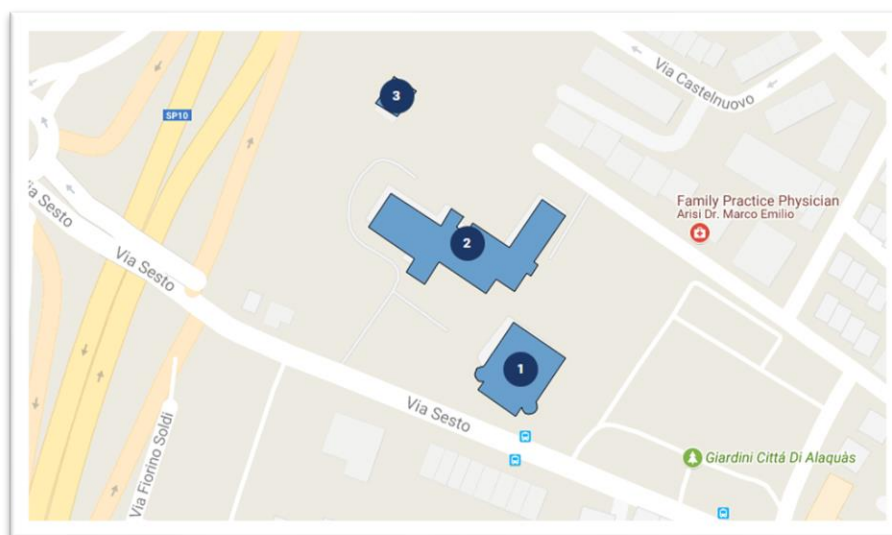 3
Via Castelnuovo
SP10
Family Practice Physician
Arisi Dr. Marco Emilio
Via Sesto
2
Via Sesto
1
Via Sesto
Via Fiorino Soldi
Giardini Cittá Di Alaquàs